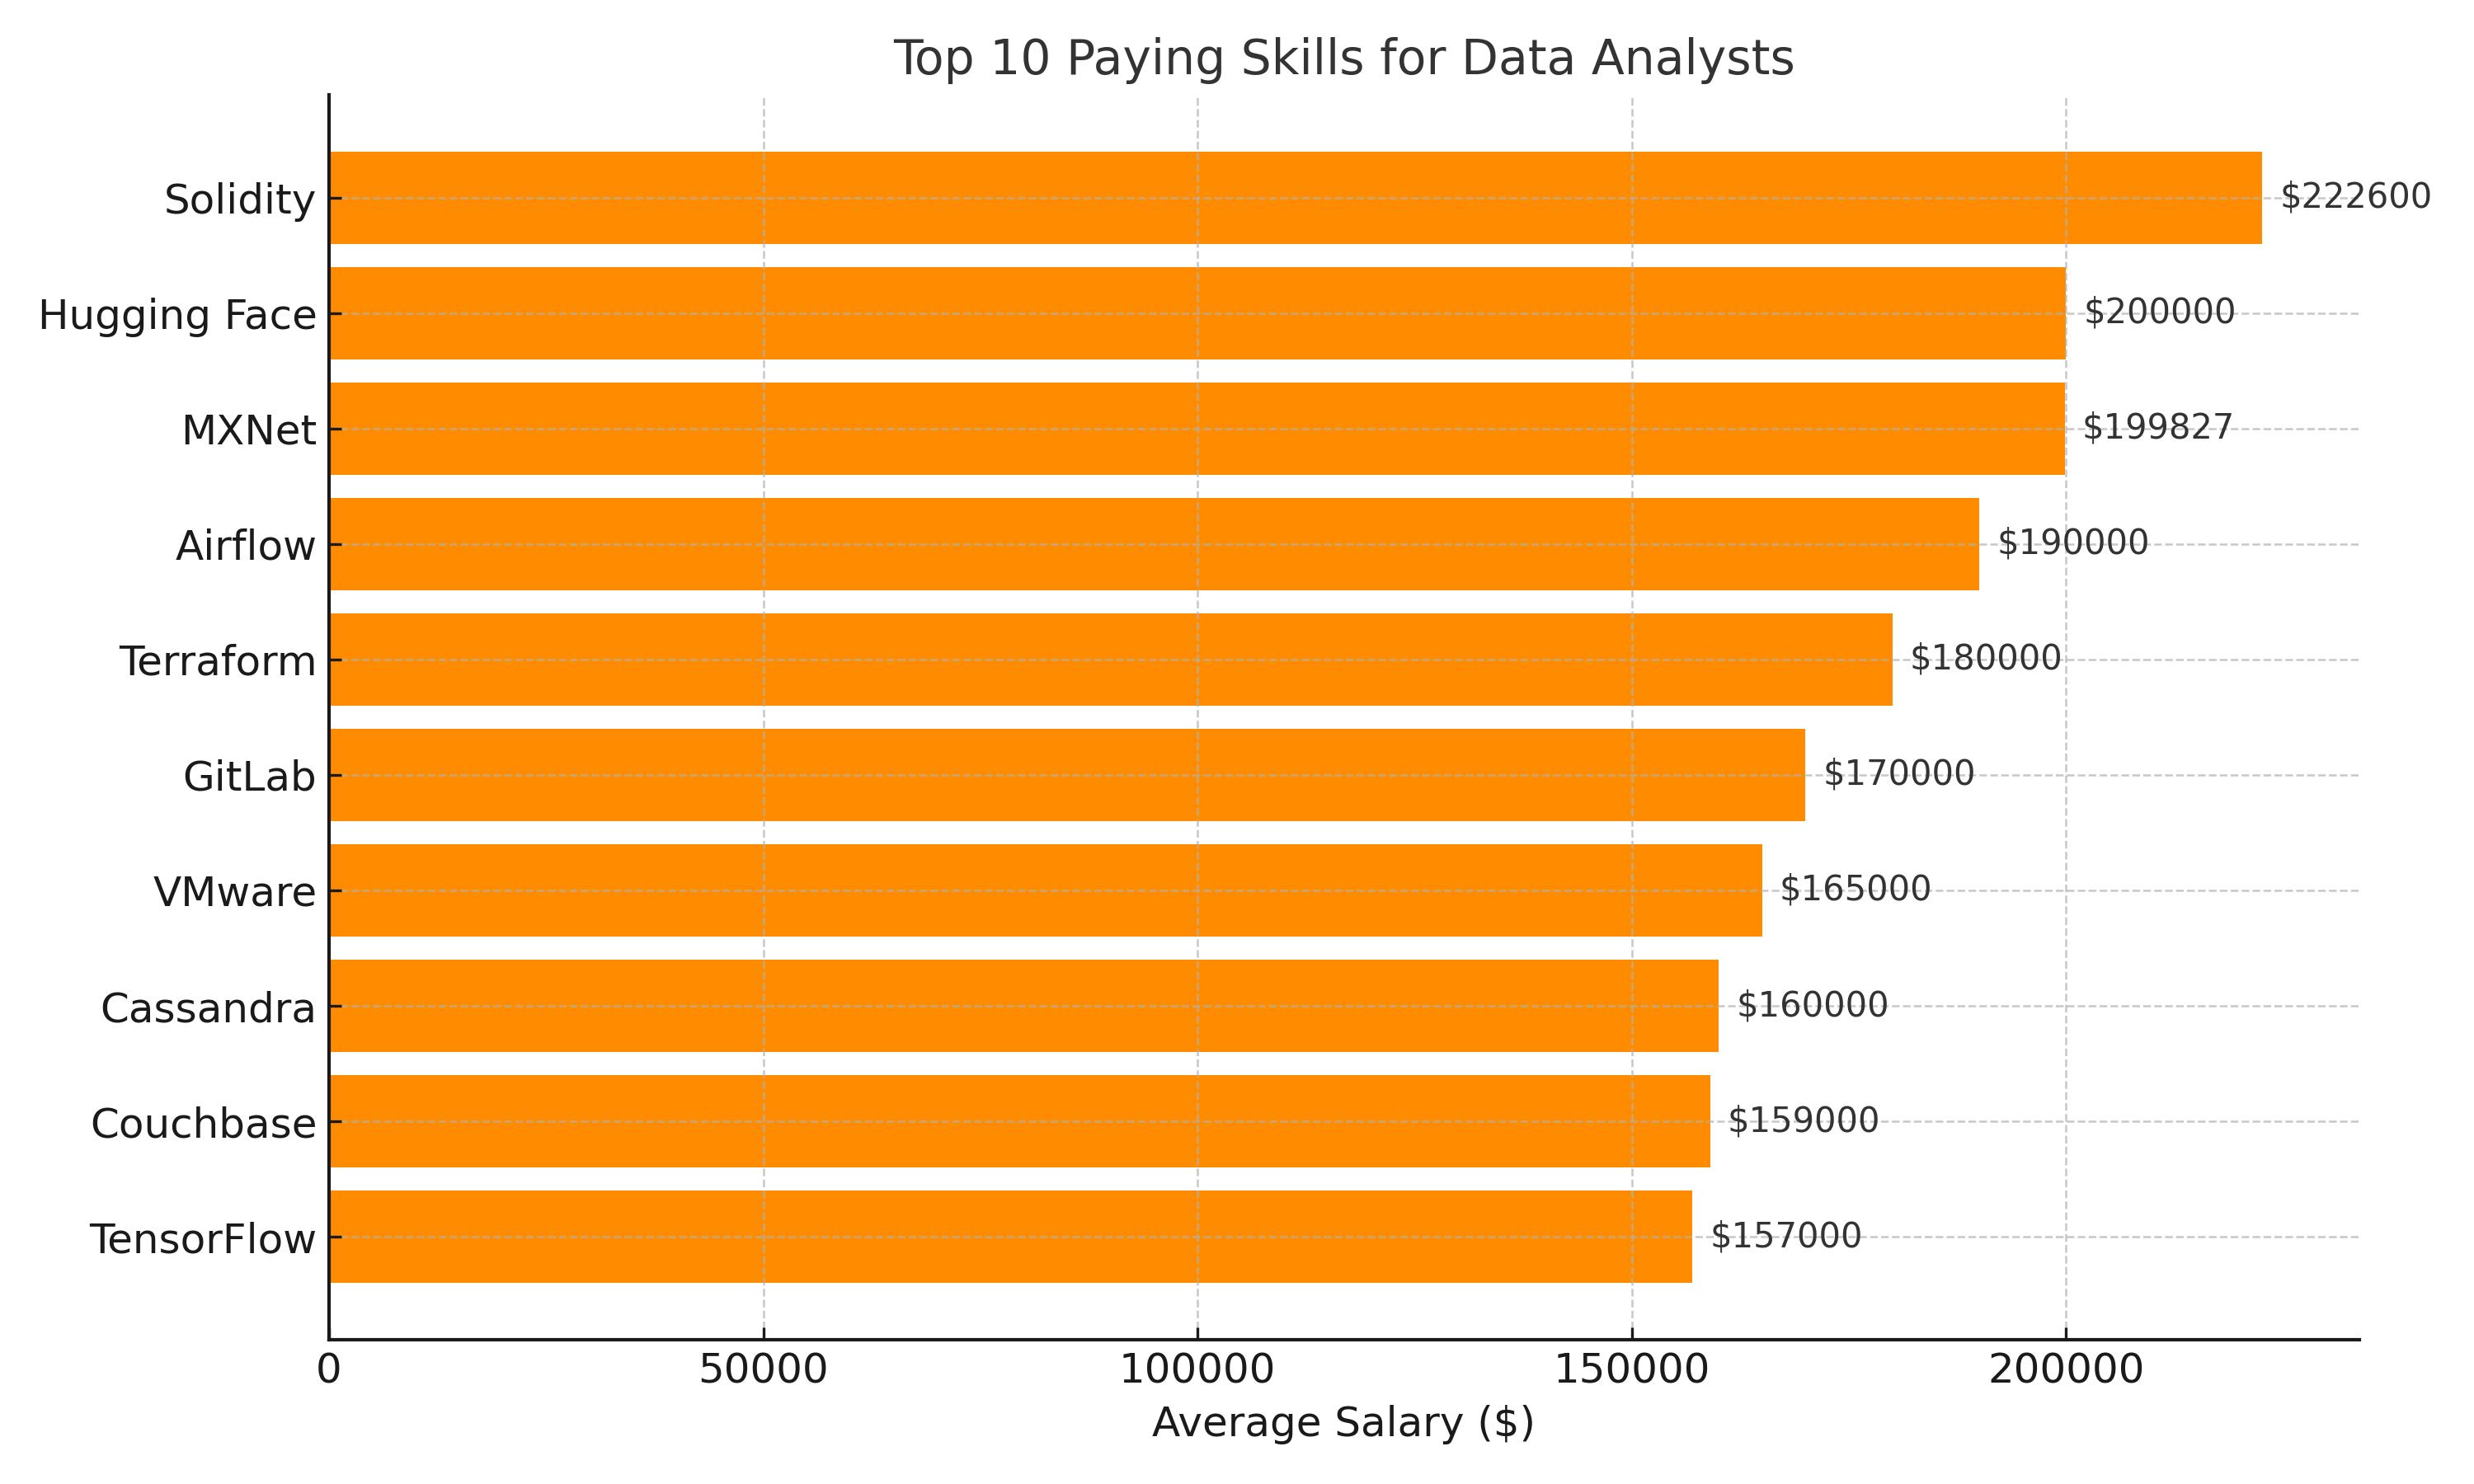 Top 10 Paying Skills for Data Analysts
Solidity $222600
Hugging Face $200000
MXNet $199827
Airflow $190000
Terraform $180000
GitLab $170000
VMware $165000
Cassandra $160000
Couchbase $159000
TensorFlow $157000
0 50000 100000 150000 200000
Average Salary ($)